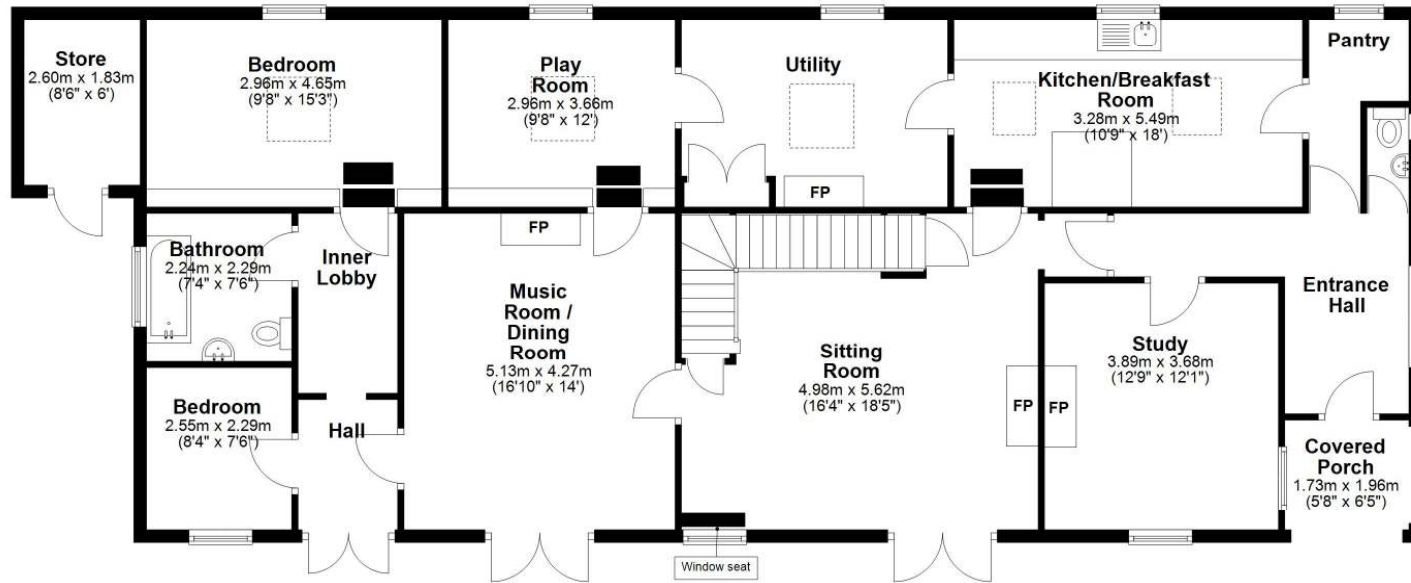 Store
2.60m x 1.83m
(8'6" x 6')
Bedroom
2.96m x 4.65m
(9'8" x 15'3")
Play
Room
2.96m x 3.66m
(9'8" x 12')
Utility
FP
Kitchen/Breakfast
Room
3.28m x 5.49m
(10'9" x 18')
Pantry
Bathroom
2.24m x 2.29m
(7'4" x 7'6")
Inner
Lobby
FP
Music
Room /
Dining
Room
5.13m x 4.27m
(16'10" x 14')
Sitting
Room
4.98m x 5.62m
(16'4" x 18'5")
FP
FP
Study
3.89m x 3.68m
(12'9" x 12'1")
Entrance
Hall
Bedroom
2.55m x 2.29m
(8'4" x 7'6")
Hall
Covered
Porch
1.73m x 1.96m
(5'8" x 6'5")
Window seat